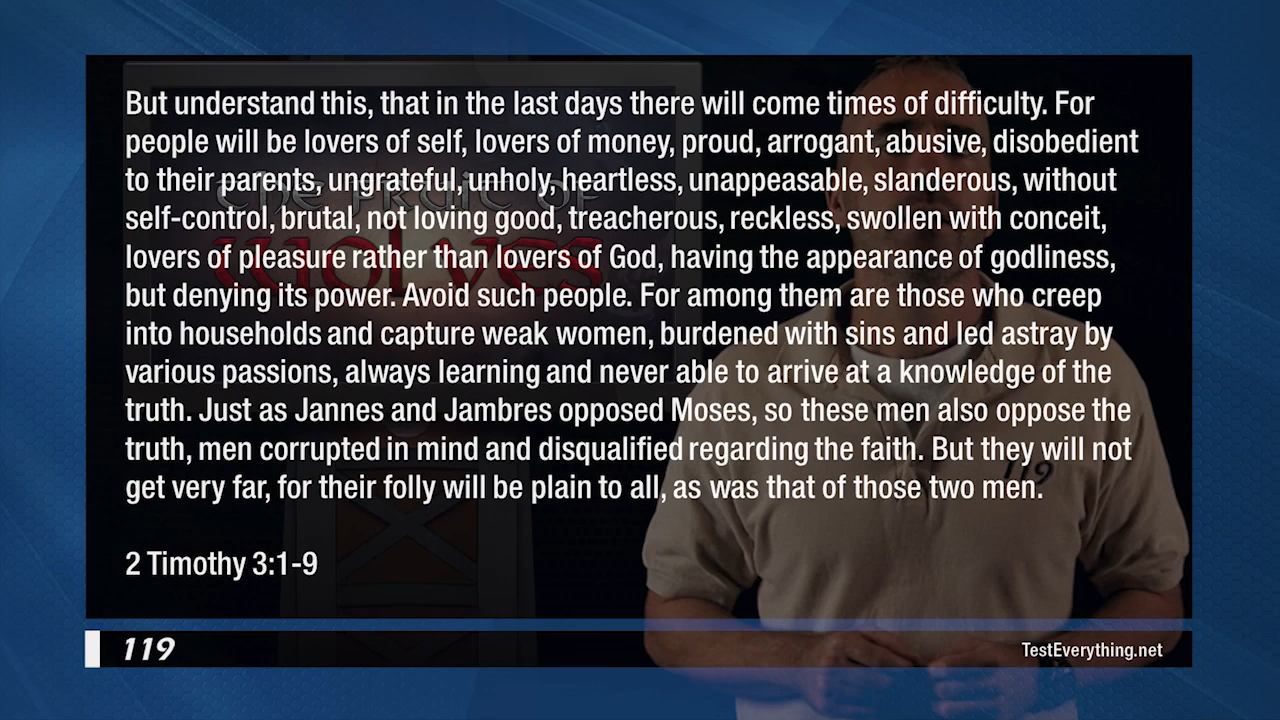 But understand this, that in the last days there will come times of difficulty. For
people will be lovers of self, lovers of money, proud, arrogant, abusive, disobedient
to their parents, ungrateful, unholy, heartless, unappeasable, slanderous, without
self-control, brutal, not loving good, treacherous, reckless, swollen with conceit,
lovers of pleasure rather than lovers of God, having the appearance of godliness,
but denying its power. Avoid such people. For among them are those who creep
into households and capture weak women, burdened with sins and led astray by
various passions, always learning and never able to arrive at a knowledge of the
truth. Just as Jannes and Jambres opposed Moses, so these men also oppose the
truth, men corrupted in mind and disqualified regarding the faith. But they will not
get very far, for their folly will be plain to all, as was that of those two men.
2 Timothy 3:1-9
the fruit of
wolves
119
119
TestEverything.net